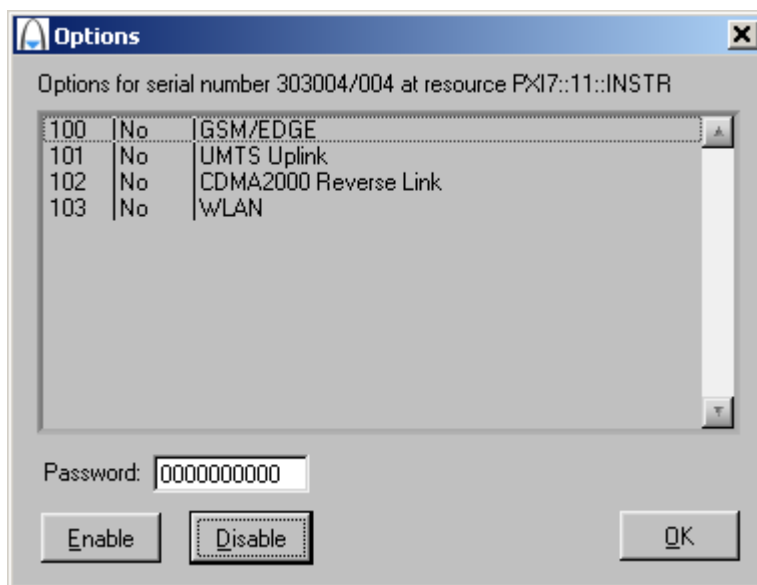 Options
Options for serial number 303004/004 at resource PXI7::11::INSTR
100 |No |GSM/EDGE
101 |No |UMTS Uplink
102 |No |CDMA2000 Reverse Link
103 |No |WLAN
Password: 0000000000
Enable Disable OK